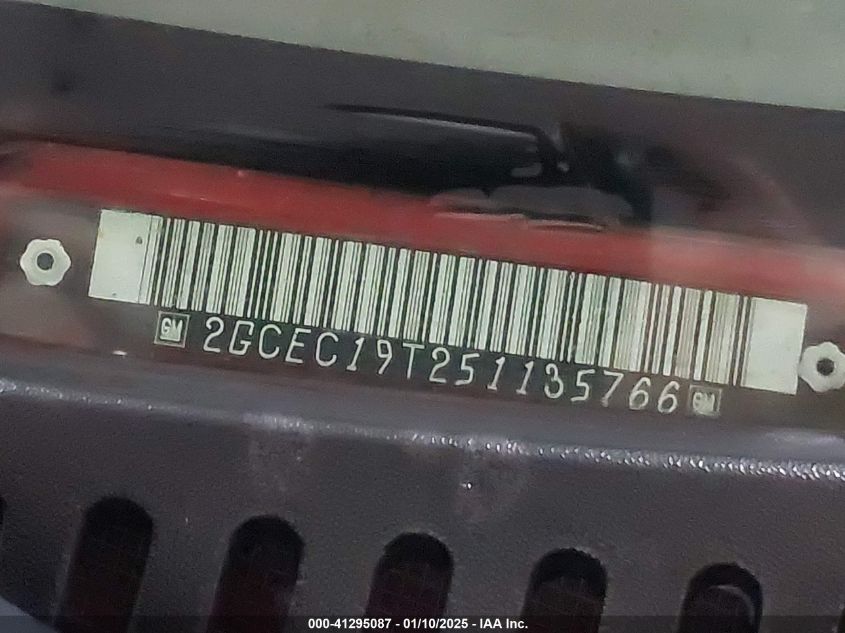 GM 2GCEC19T251135766 GM
000-41295087 - 01/10/2025 - IAA Inc.